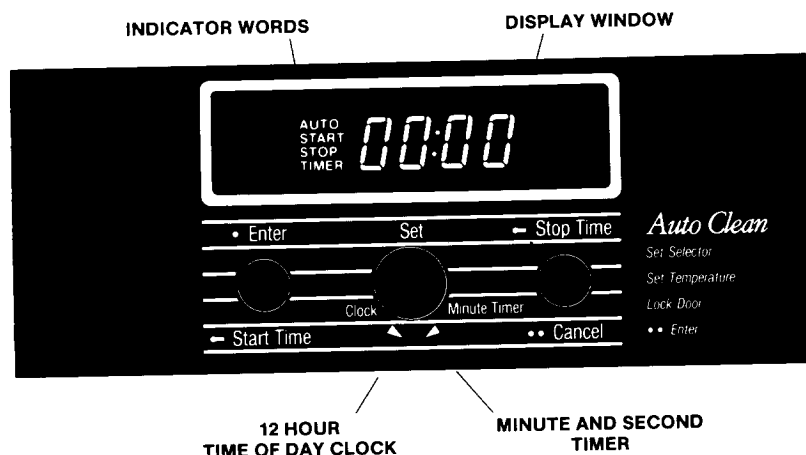 INDICATOR WORDS
DISPLAY WINDOW
AUTO
START
STOP
TIMER
00:00
• Enter
Set
← Stop Time
Clock
Minute Timer
← Start Time
•• Cancel
Auto Clean
Set Selector
Set Temperature
Lock Door
•• Enter
12 HOUR
TIME OF DAY CLOCK
MINUTE AND SECOND
TIMER